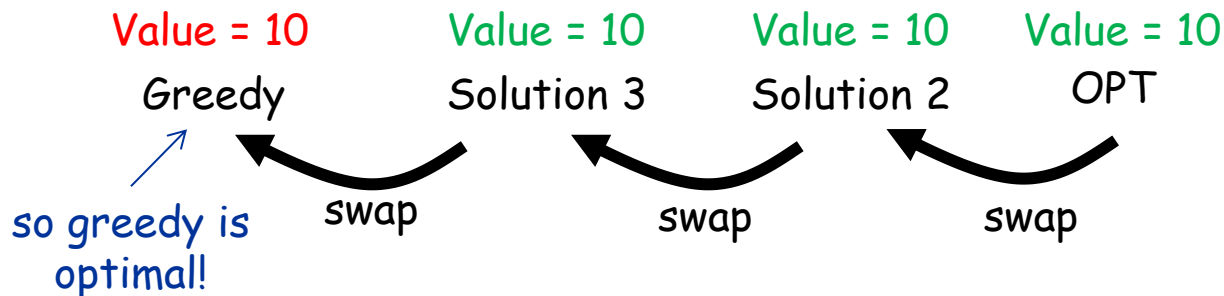 Value = 10 Value = 10 Value = 10 Value = 10
Greedy Solution 3 Solution 2 OPT
swap swap swap
so greedy is
optimal!